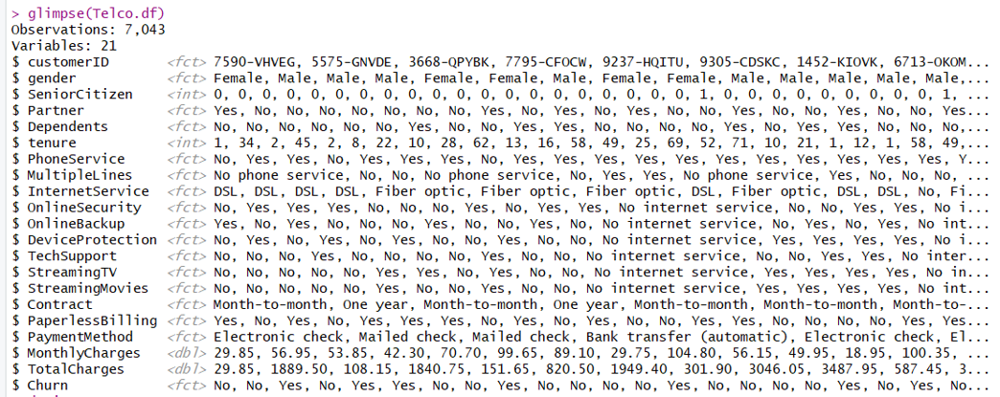 > glimpse(Telco.df)
Observations: 7,043
Variables: 21
$ customerID <fct> 7590-VHVEG, 5575-GNVDE, 3668-QPYBK, 7795-CFOCW, 9237-HQITU, 9305-CDSKC, 1452-KIOVK, 6713-OKOM...
$ gender <fct> Female, Male, Male, Male, Female, Female, Male, Female, Female, Male, Male, Male, Male, Male,...
$ SeniorCitizen <int> 0, 0, 0, 0, 0, 0, 0, 0, 0, 0, 0, 0, 0, 0, 0, 0, 0, 0, 0, 0, 1, 0, 0, 0, 0, 0, 0, 0, 0, 0, 1, ...
$ Partner <fct> Yes, No, No, No, No, No, No, No, Yes, No, Yes, No, Yes, No, No, Yes, No, No, Yes, No, No, Yes...
$ Dependents <fct> No, No, No, No, No, No, Yes, No, No, Yes, Yes, No, No, No, No, Yes, No, Yes, Yes, No, No, No,...
$ tenure <int> 1, 34, 2, 45, 2, 8, 22, 10, 28, 62, 13, 16, 58, 49, 25, 69, 52, 71, 10, 21, 1, 12, 1, 58, 49,...
$ PhoneService <fct> No, Yes, Yes, No, Yes, Yes, Yes, No, Yes, Yes, Yes, Yes, Yes, Yes, Yes, Yes, Yes, Yes, Yes, Y...
$ MultipleLines <fct> No phone service, No, No, No phone service, No, Yes, Yes, No phone service, Yes, No, No, No, ...
$ InternetService <fct> DSL, DSL, DSL, DSL, Fiber optic, Fiber optic, Fiber optic, DSL, Fiber optic, DSL, DSL, No, Fi...
$ OnlineSecurity <fct> No, Yes, Yes, Yes, No, No, No, Yes, No, Yes, Yes, No internet service, No, No, Yes, Yes, No i...
$ OnlineBackup <fct> Yes, No, Yes, No, No, No, Yes, No, No, Yes, No, No internet service, No, Yes, No, Yes, No int...
$ DeviceProtection <fct> No, Yes, No, Yes, No, Yes, No, No, Yes, No, No, No internet service, Yes, Yes, Yes, Yes, No i...
$ TechSupport <fct> No, No, No, Yes, No, No, No, No, Yes, No, No, No internet service, No, No, Yes, Yes, No inter...
$ StreamingTV <fct> No, No, No, No, No, Yes, Yes, No, Yes, No, No, No internet service, Yes, Yes, Yes, Yes, No in...
$ StreamingMovies <fct> No, No, No, No, No, Yes, No, No, Yes, No, No, No internet service, Yes, Yes, Yes, Yes, No int...
$ Contract <fct> Month-to-month, One year, Month-to-month, One year, Month-to-month, Month-to-month, Month-to-...
$ PaperlessBilling <fct> Yes, No, Yes, No, Yes, Yes, Yes, No, Yes, No, Yes, No, No, Yes, Yes, No, No, No, No, Yes, Yes...
$ PaymentMethod <fct> Electronic check, Mailed check, Mailed check, Bank transfer (automatic), Electronic check, El...
$ MonthlyCharges <dbl> 29.85, 56.95, 53.85, 42.30, 70.70, 99.65, 89.10, 29.75, 104.80, 56.15, 49.95, 18.95, 100.35, ...
$ TotalCharges <dbl> 29.85, 1889.50, 108.15, 1840.75, 151.65, 820.50, 1949.40, 301.90, 3046.05, 3487.95, 587.45, 3...
$ Churn <fct> No, No, Yes, No, Yes, Yes, No, No, Yes, No, No, No, No, Yes, No, No, No, No, Yes, No, Yes, No...